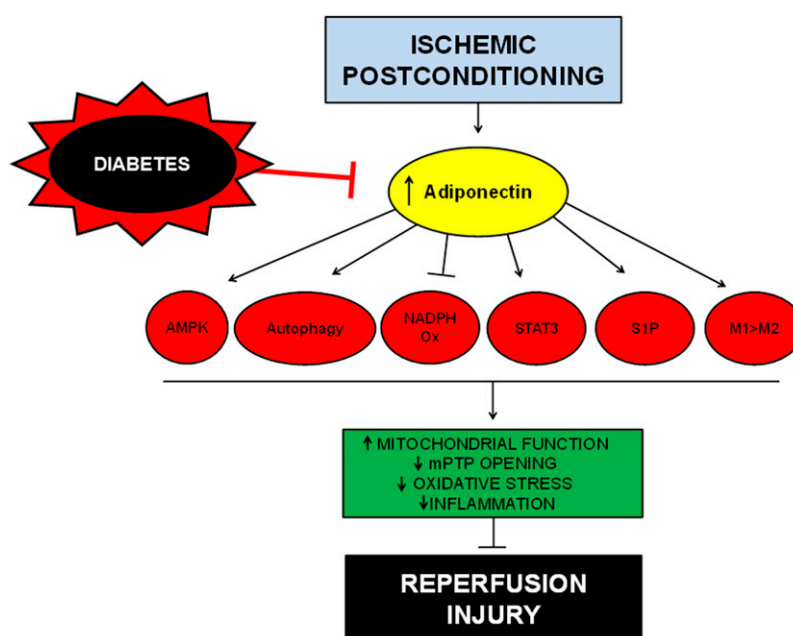 ISCHEMIC
POSTCONDITIONING
DIABETES
↑ Adiponectin
AMPK
Autophagy
NADPH
Ox
STAT3
S1P
M1>M2
↑ MITOCHONDRIAL FUNCTION
↓ mPTP OPENING
↓ OXIDATIVE STRESS
↓INFLAMMATION
REPERFUSION
INJURY